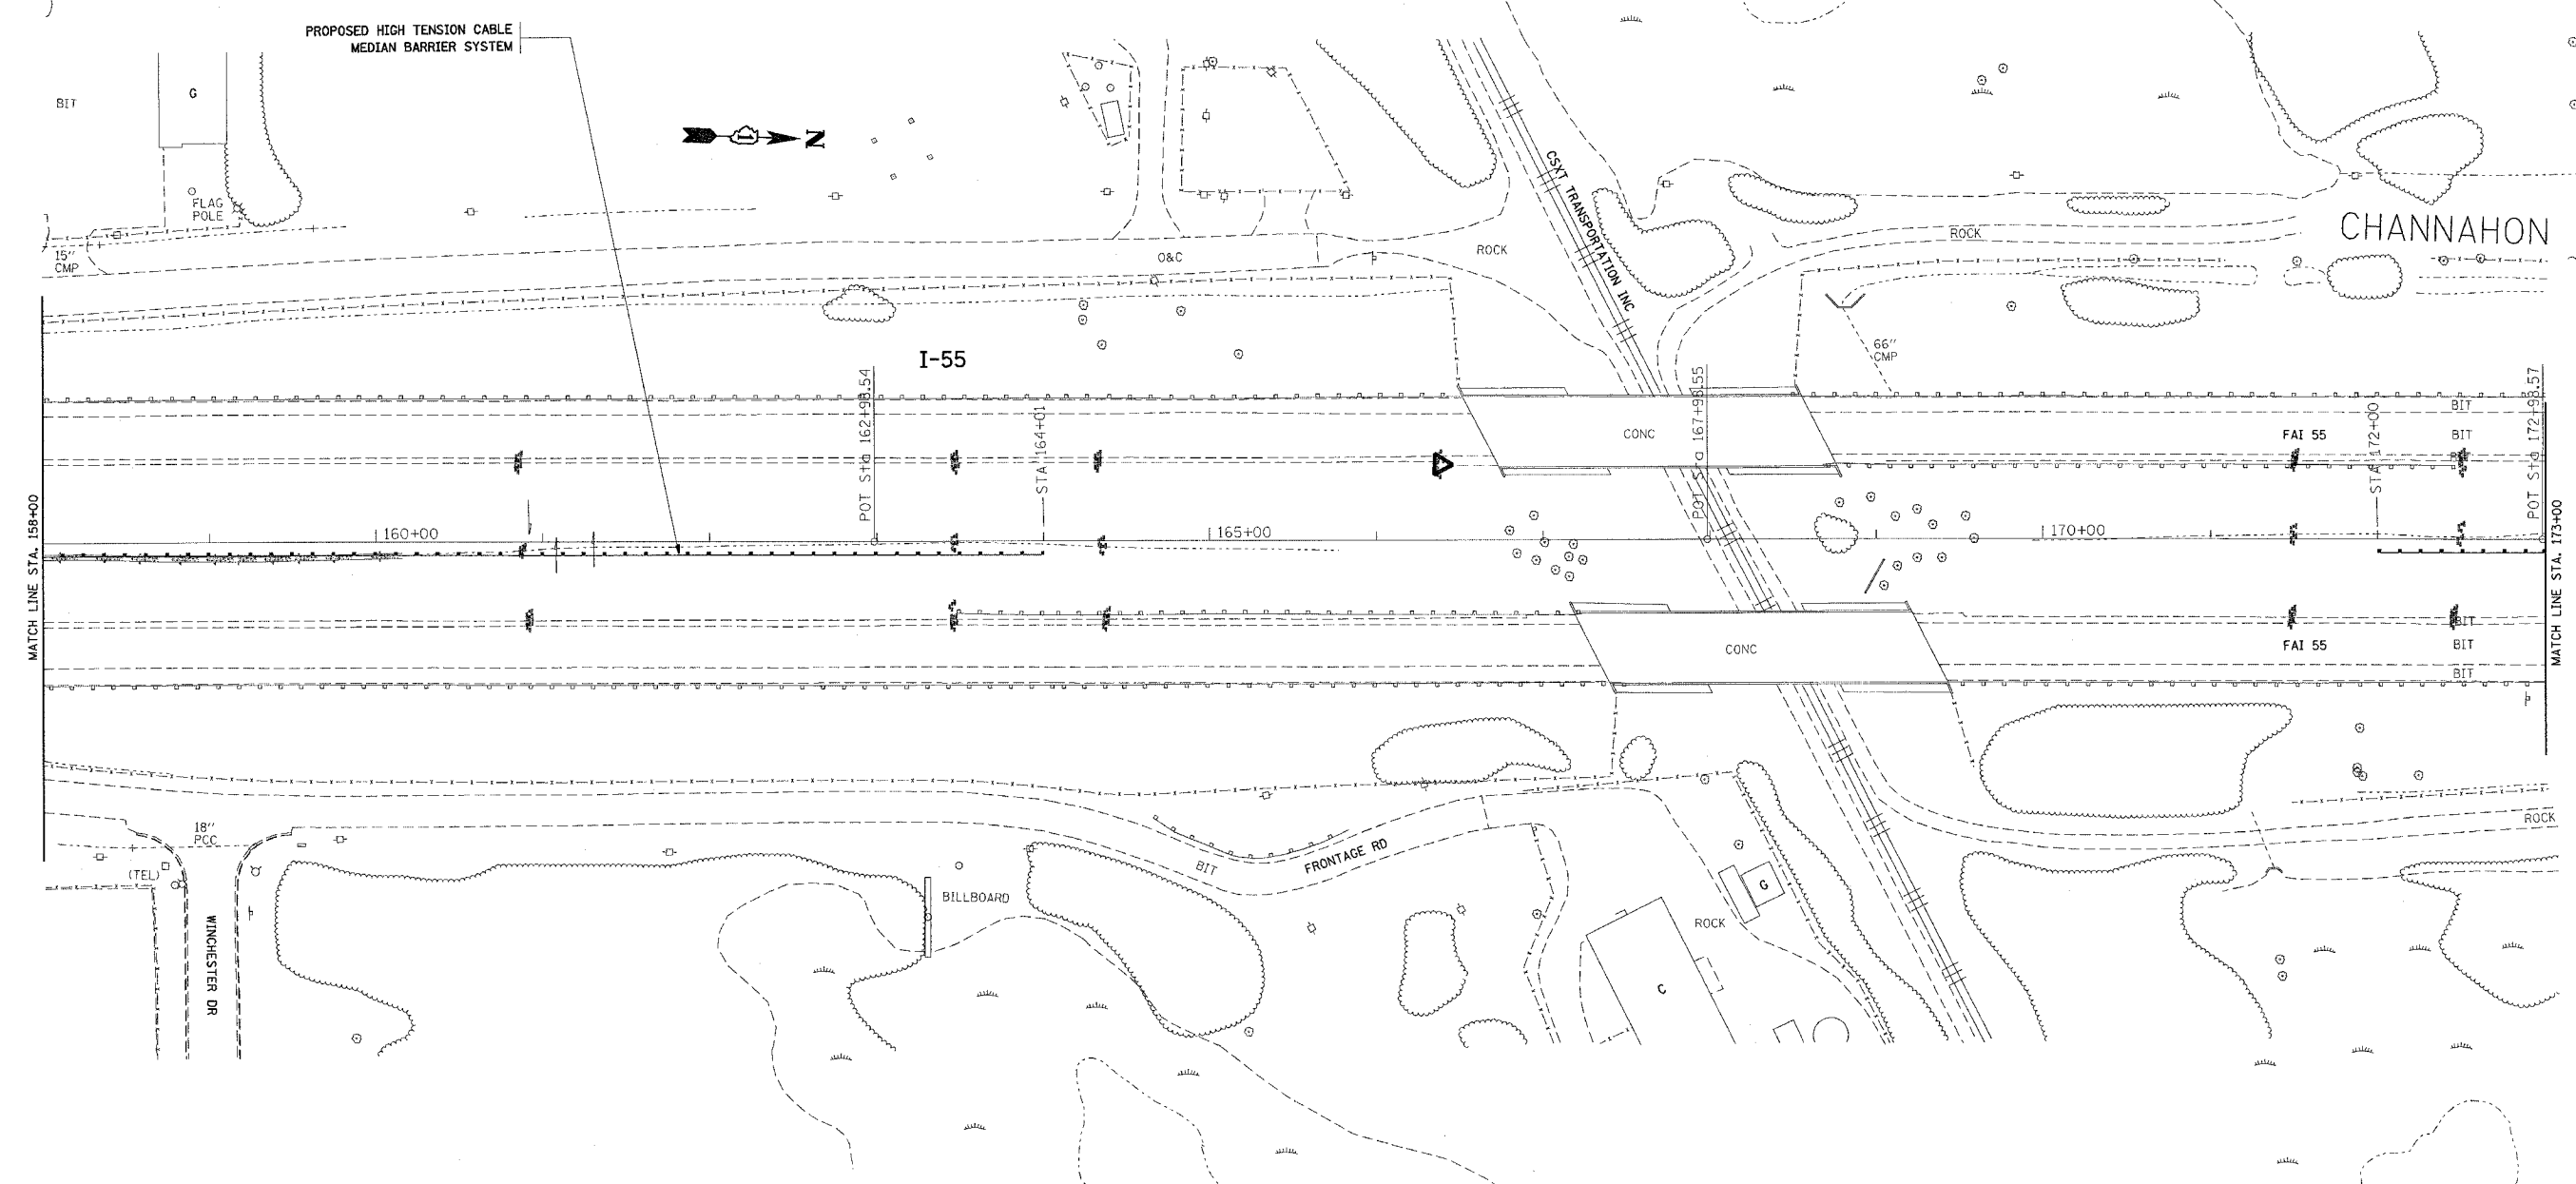 PROPOSED HIGH TENSION CABLE
MEDIAN BARRIER SYSTEM
BIT
G
N
FLAG
POLE
15"
CMP
O&C
ROCK
CSXT TRANSPORTATION INC
ROCK
CHANNAHON
I-55
66"
CMP
POT Sta 162+98.54
STA 164+01
CONC
POT Sta 167+98.55
FAI 55
STA 172+00
BIT
BIT
POT Sta 172+98.57
MATCH LINE STA. 158+00
160+00
165+00
170+00
MATCH LINE STA. 173+00
CONC
FAI 55
BIT
BIT
BIT
18"
PCC
(TEL)
WINCHESTER DR
BILLBOARD
BIT
FRONTAGE RD
G
ROCK
C
ROCK